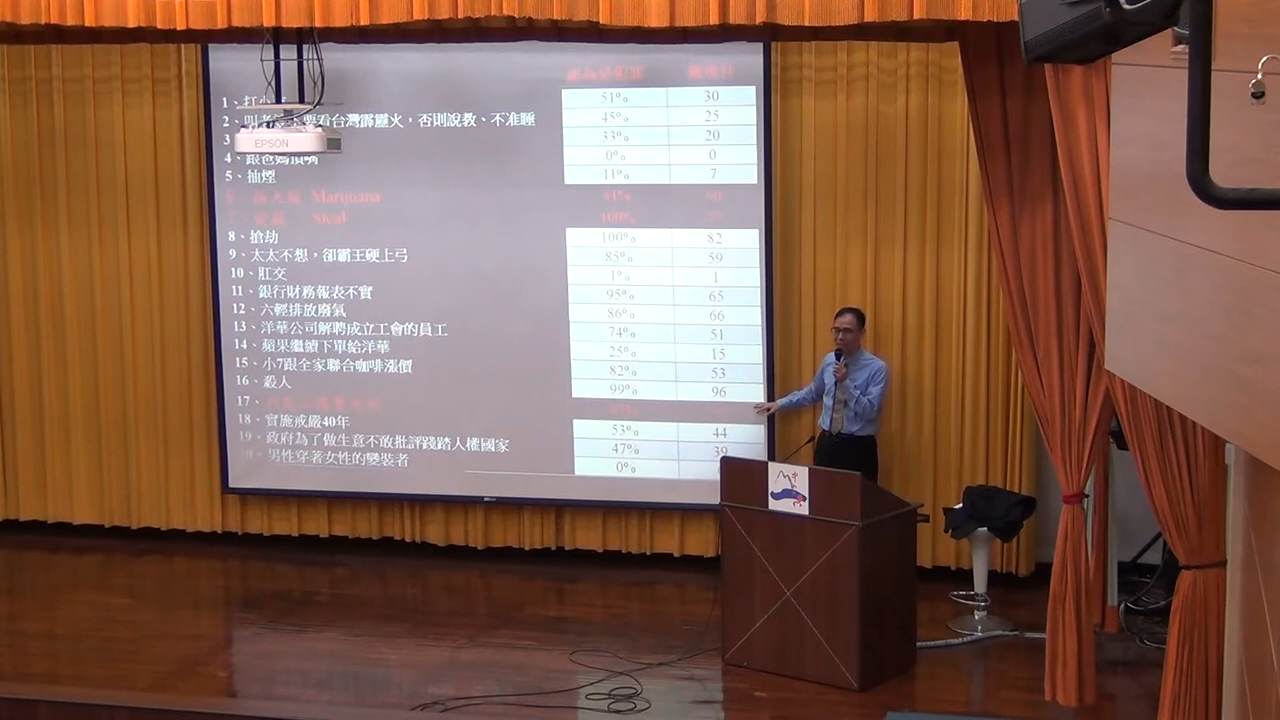 1、打小
51% 30
2、叫老 要看台灣霹靂火，否則說教、不准睡
45% 25
3
33% 20
4、跟爸媽頂嘴
0% 0
5、抽煙
11% 7
Marijuana
81%
Steal
100%
8、搶劫
100% 82
9、太太不想，卻霸王硬上弓
85% 59
10、肛交
1% 1
11、銀行財務報表不實
95% 65
12、六輕排放廢氣
86% 66
13、洋華公司解聘成立工會的員工
74% 51
14、蘋果繼續下單給洋華
25% 15
15、小7跟全家聯合咖啡漲價
82% 53
16、殺人
99% 96
17、
18、實施戒嚴40年
53% 44
19、政府為了做生意不敢批評踐踏人權國家
47% 39
男性穿著女性的變裝者
0%
EPSON